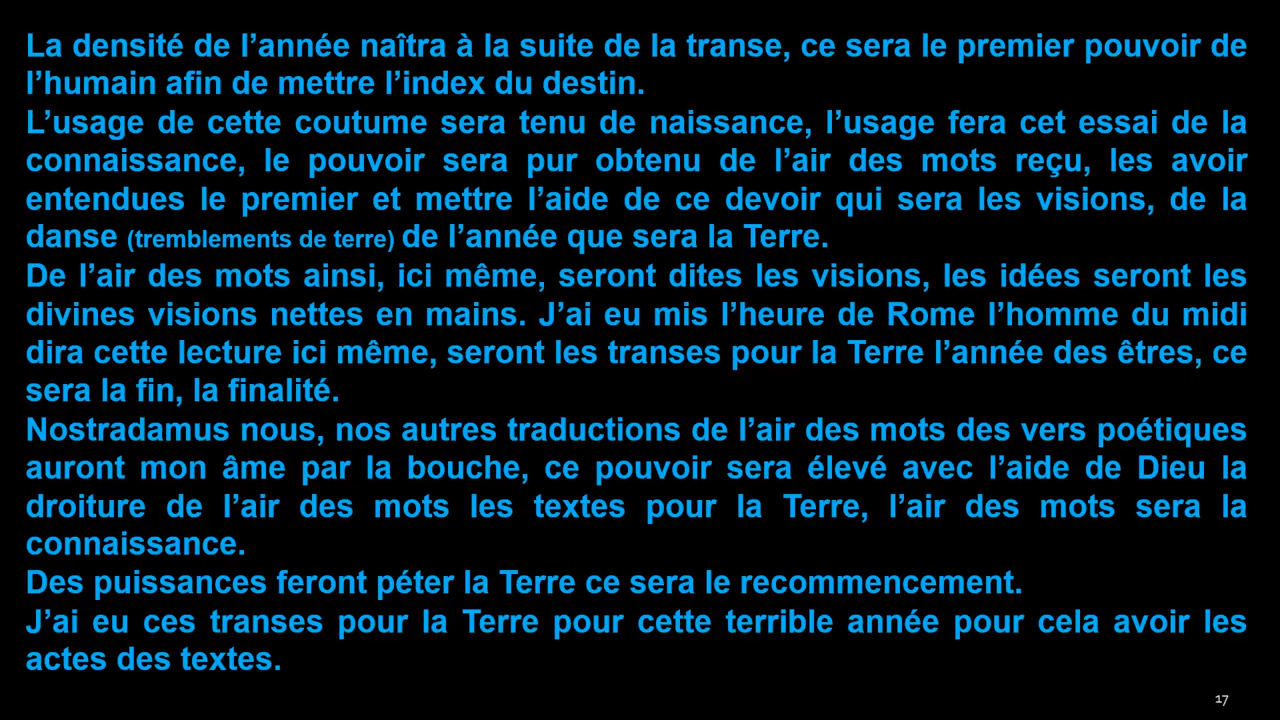 La densité de l’année naîtra à la suite de la transe, ce sera le premier pouvoir de
l’humain afin de mettre l’index du destin.
L’usage de cette coutume sera tenu de naissance, l’usage fera cet essai de la
connaissance, le pouvoir sera pur obtenu de l’air des mots reçu, les avoir
entendues le premier et mettre l’aide de ce devoir qui sera les visions, de la
danse (tremblements de terre) de l’année que sera la Terre.
De l’air des mots ainsi, ici même, seront dites les visions, les idées seront les
divines visions nettes en mains. J’ai eu mis l’heure de Rome l’homme du midi
dira cette lecture ici même, seront les transes pour la Terre l’année des êtres, ce
sera la fin, la finalité.
Nostradamus nous, nos autres traductions de l’air des mots des vers poétiques
auront mon âme par la bouche, ce pouvoir sera élevé avec l’aide de Dieu la
droiture de l’air des mots les textes pour la Terre, l’air des mots sera la
connaissance.
Des puissances feront péter la Terre ce sera le recommencement.
J’ai eu ces transes pour la Terre pour cette terrible année pour cela avoir les
actes des textes.
17